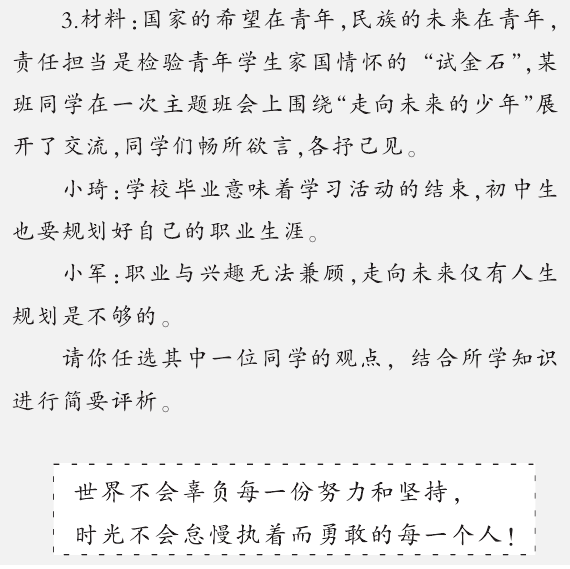 3.材料:国家的希望在青年,民族的未来在青年,
责任担当是检验青年学生家国情怀的“试金石”,某
班同学在一次主题班会上围绕“走向未来的少年”展
开了交流,同学们畅所欲言,各抒己见。
小琦:学校毕业意味着学习活动的结束,初中生
也要规划好自己的职业生涯。
小军:职业与兴趣无法兼顾,走向未来仅有人生
规划是不够的。
请你任选其中一位同学的观点,结合所学知识
进行简要评析。
世界不会辜负每一份努力和坚持,
时光不会怠慢执着而勇敢的每一个人!